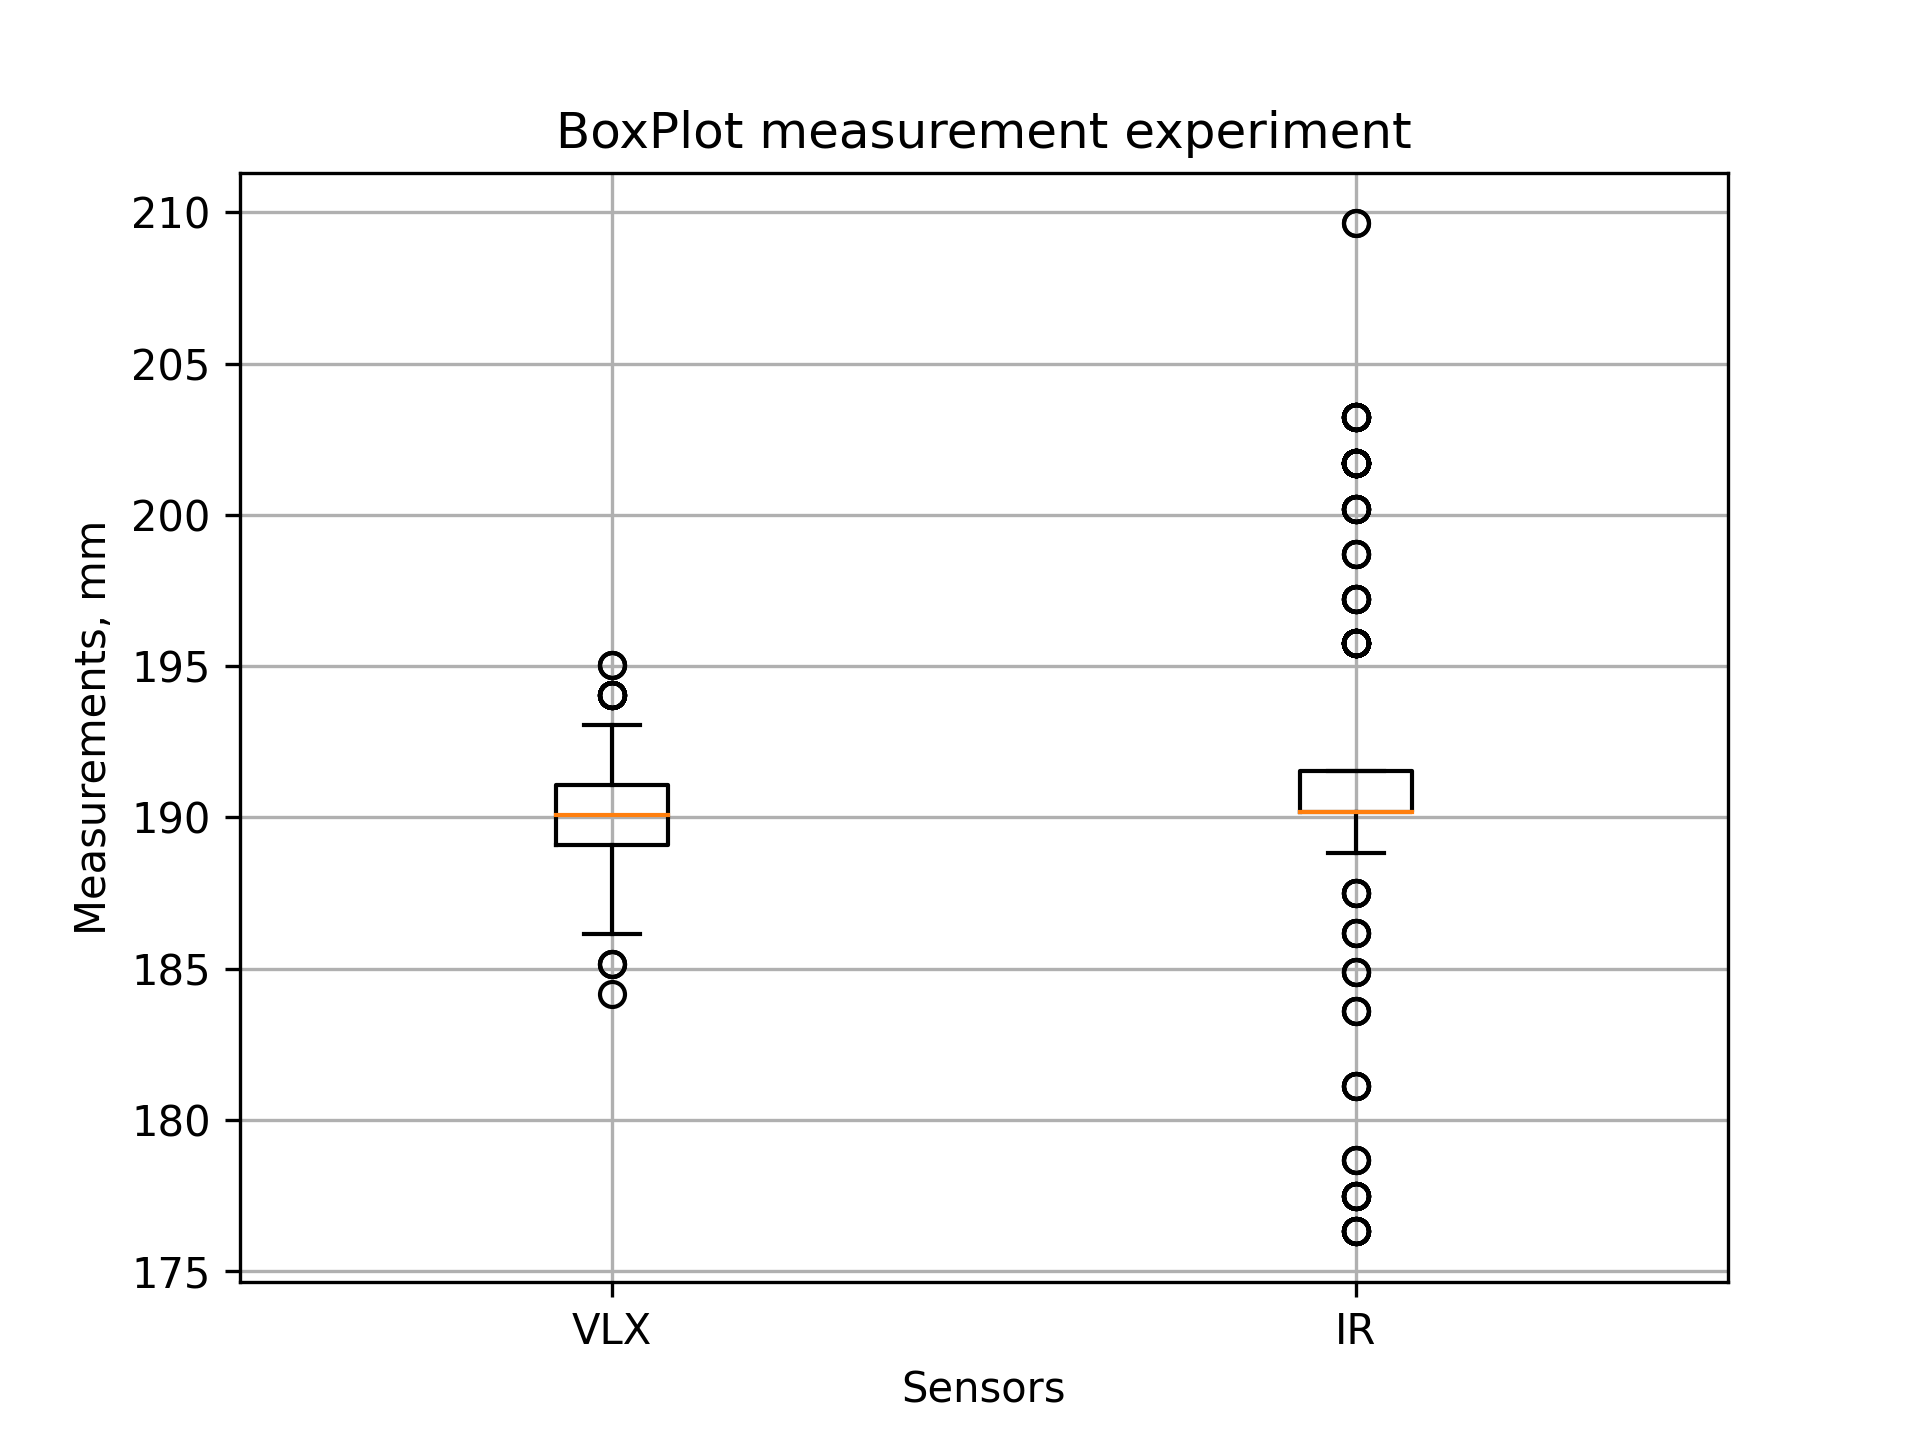 BoxPlot measurement experiment
210
205
200
195
190
185
180
175
Measurements, mm
VLX
IR
Sensors